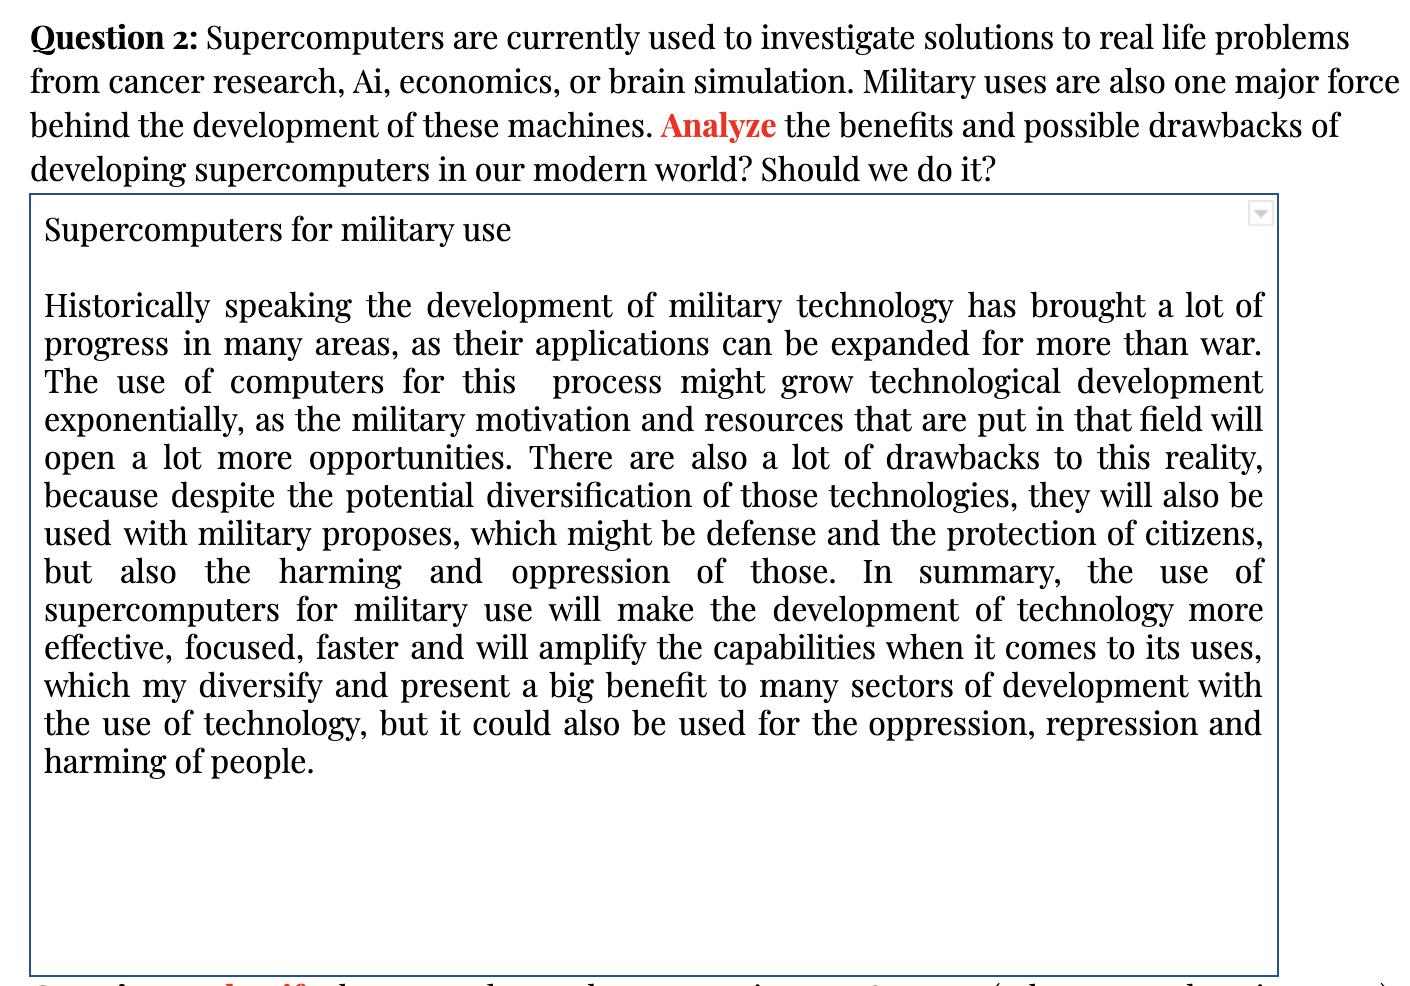 Question 2: Supercomputers are currently used to investigate solutions to real life problems
from cancer research, Ai, economics, or brain simulation. Military uses are also one major force
behind the development of these machines. Analyze the benefits and possible drawbacks of
developing supercomputers in our modern world? Should we do it?
Supercomputers for military use
Historically speaking the development of military technology has brought a lot of
progress in many areas, as their applications can be expanded for more than war.
The use of computers for this process might grow technological development
exponentially, as the military motivation and resources that are put in that field will
open a lot more opportunities. There are also a lot of drawbacks to this reality,
because despite the potential diversification of those technologies, they will also be
used with military proposes, which might be defense and the protection of citizens,
but also the harming and oppression of those. In summary, the use of
supercomputers for military use will make the development of technology more
effective, focused, faster and will amplify the capabilities when it comes to its uses,
which my diversify and present a big benefit to many sectors of development with
the use of technology, but it could also be used for the oppression, repression and
harming of people.